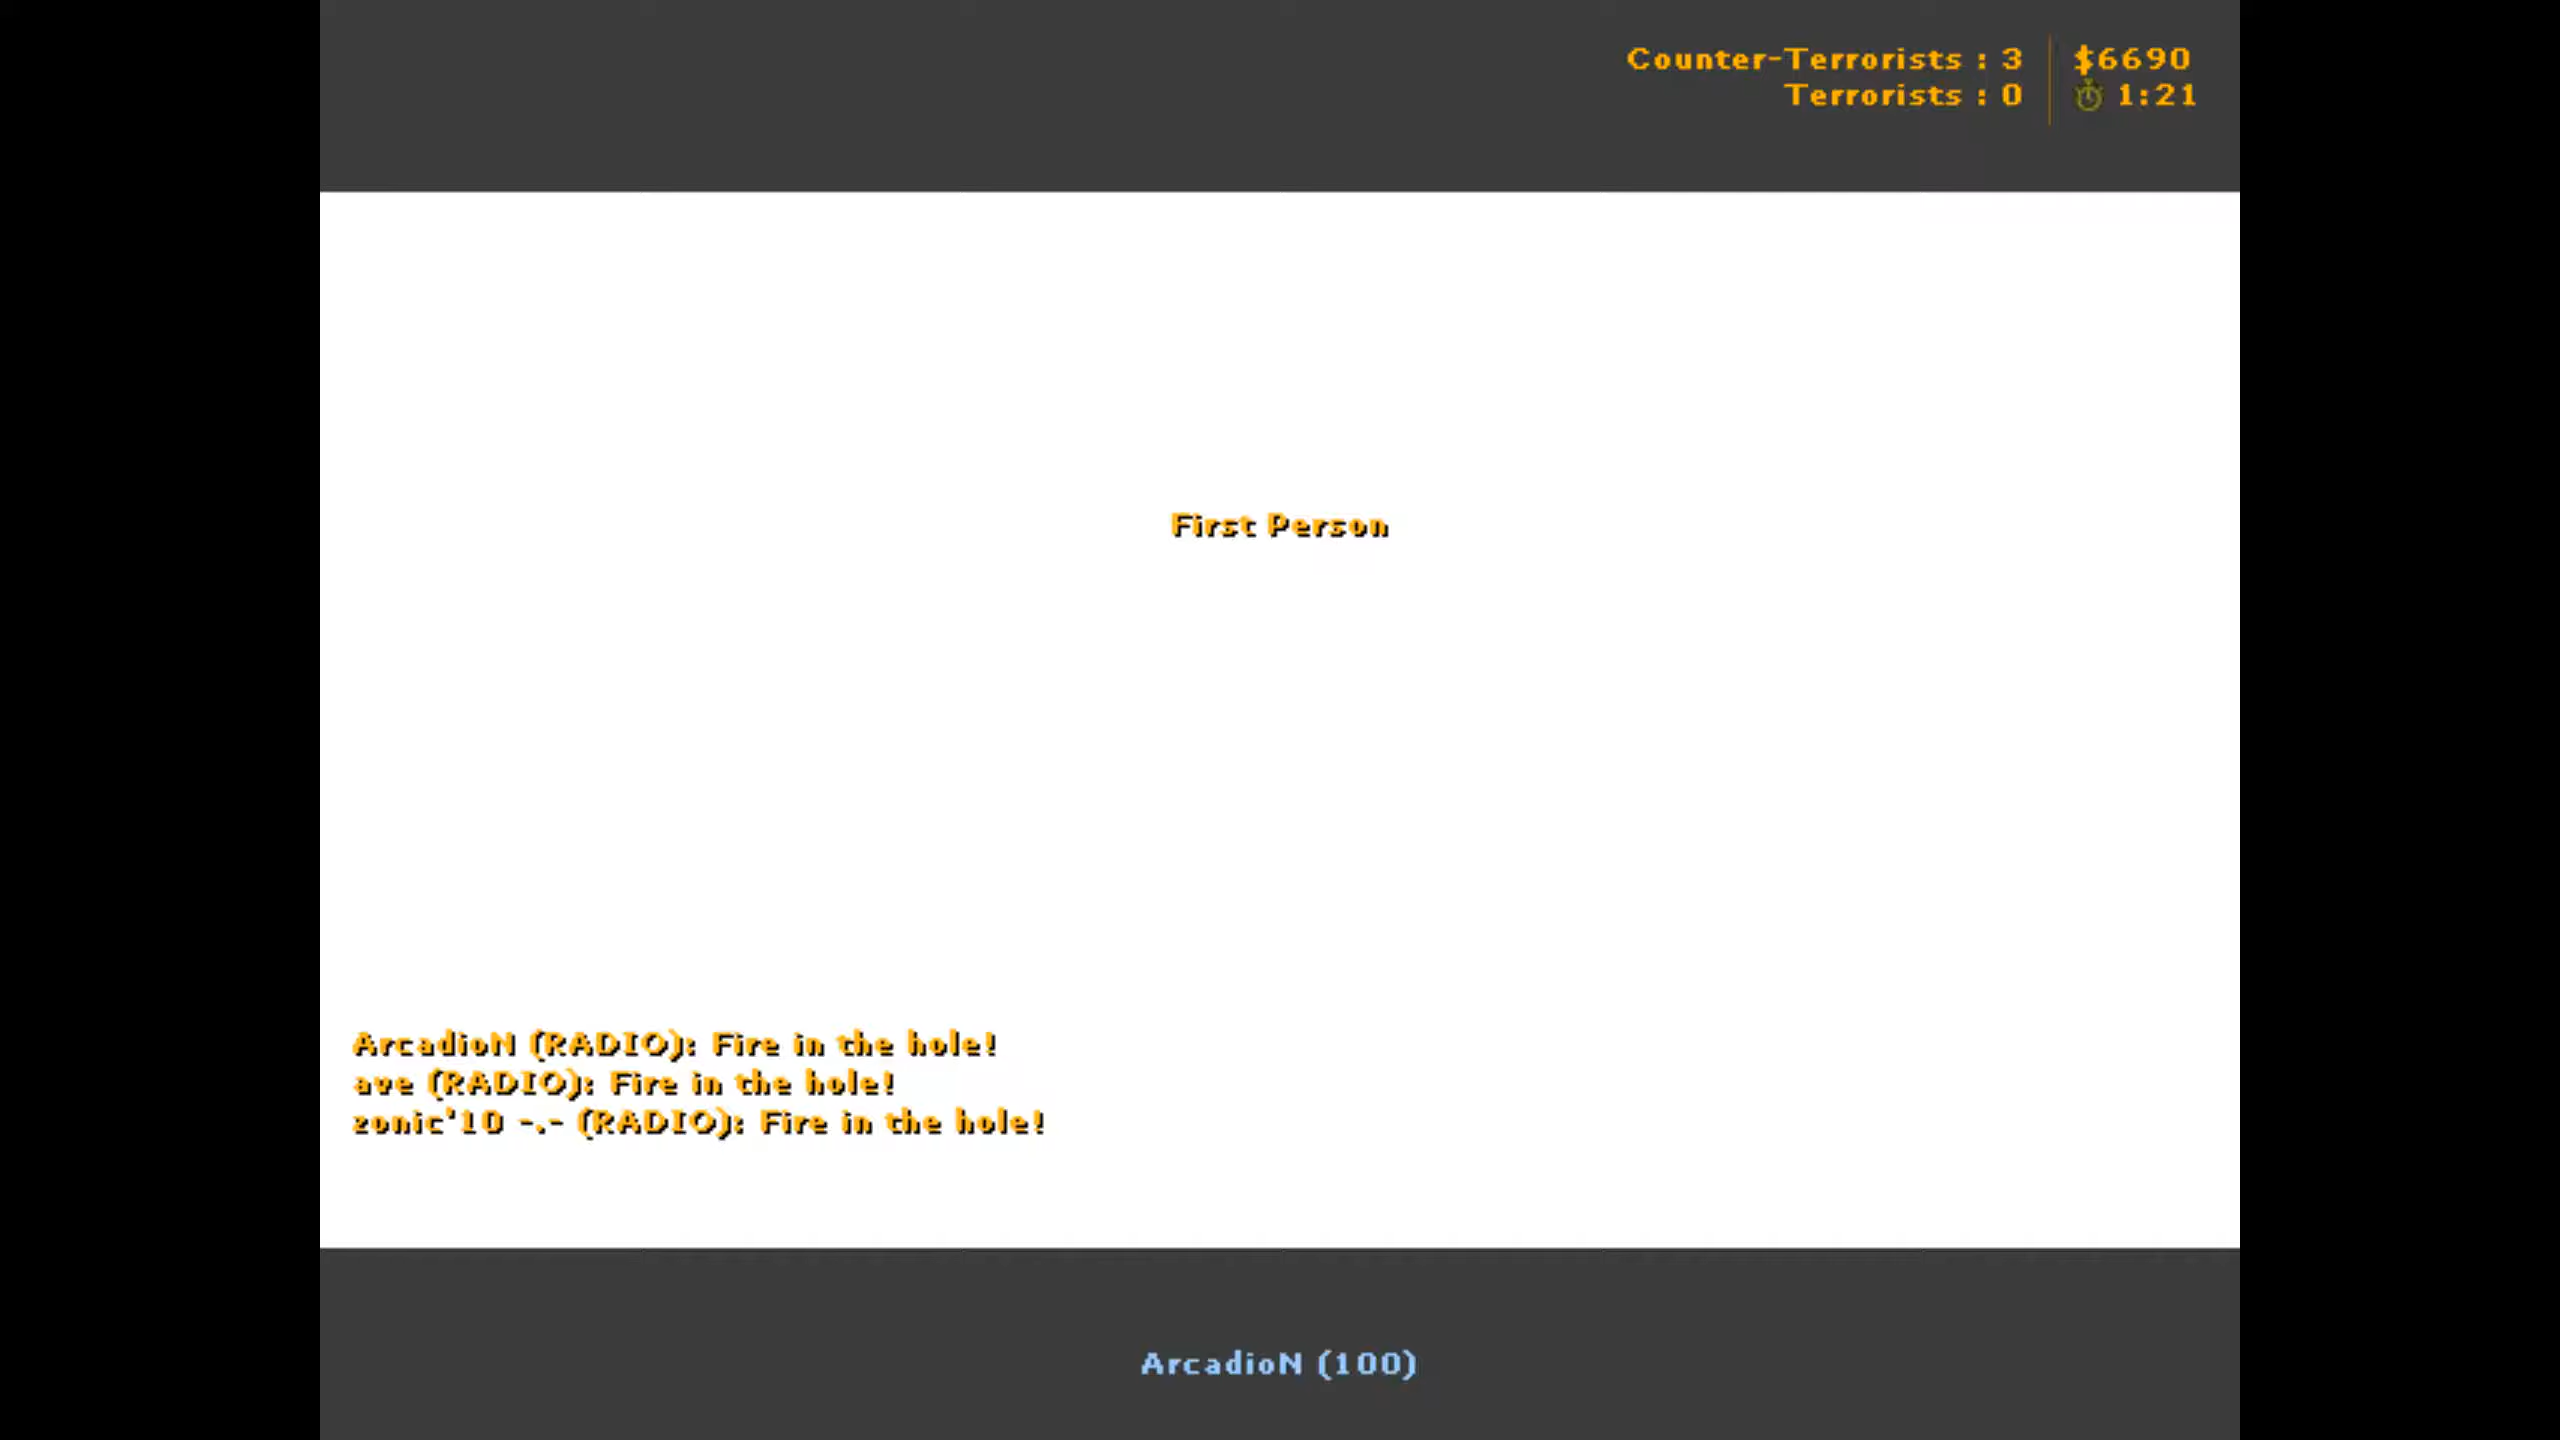 Counter-Terrorists : 3
Terrorists : 0
$6690
1:21
First Person
ArcadioN (RADIO): Fire in the hole!
ave (RADIO): Fire in the hole!
zonic'10 -.- (RADIO): Fire in the hole!
ArcadioN (100)